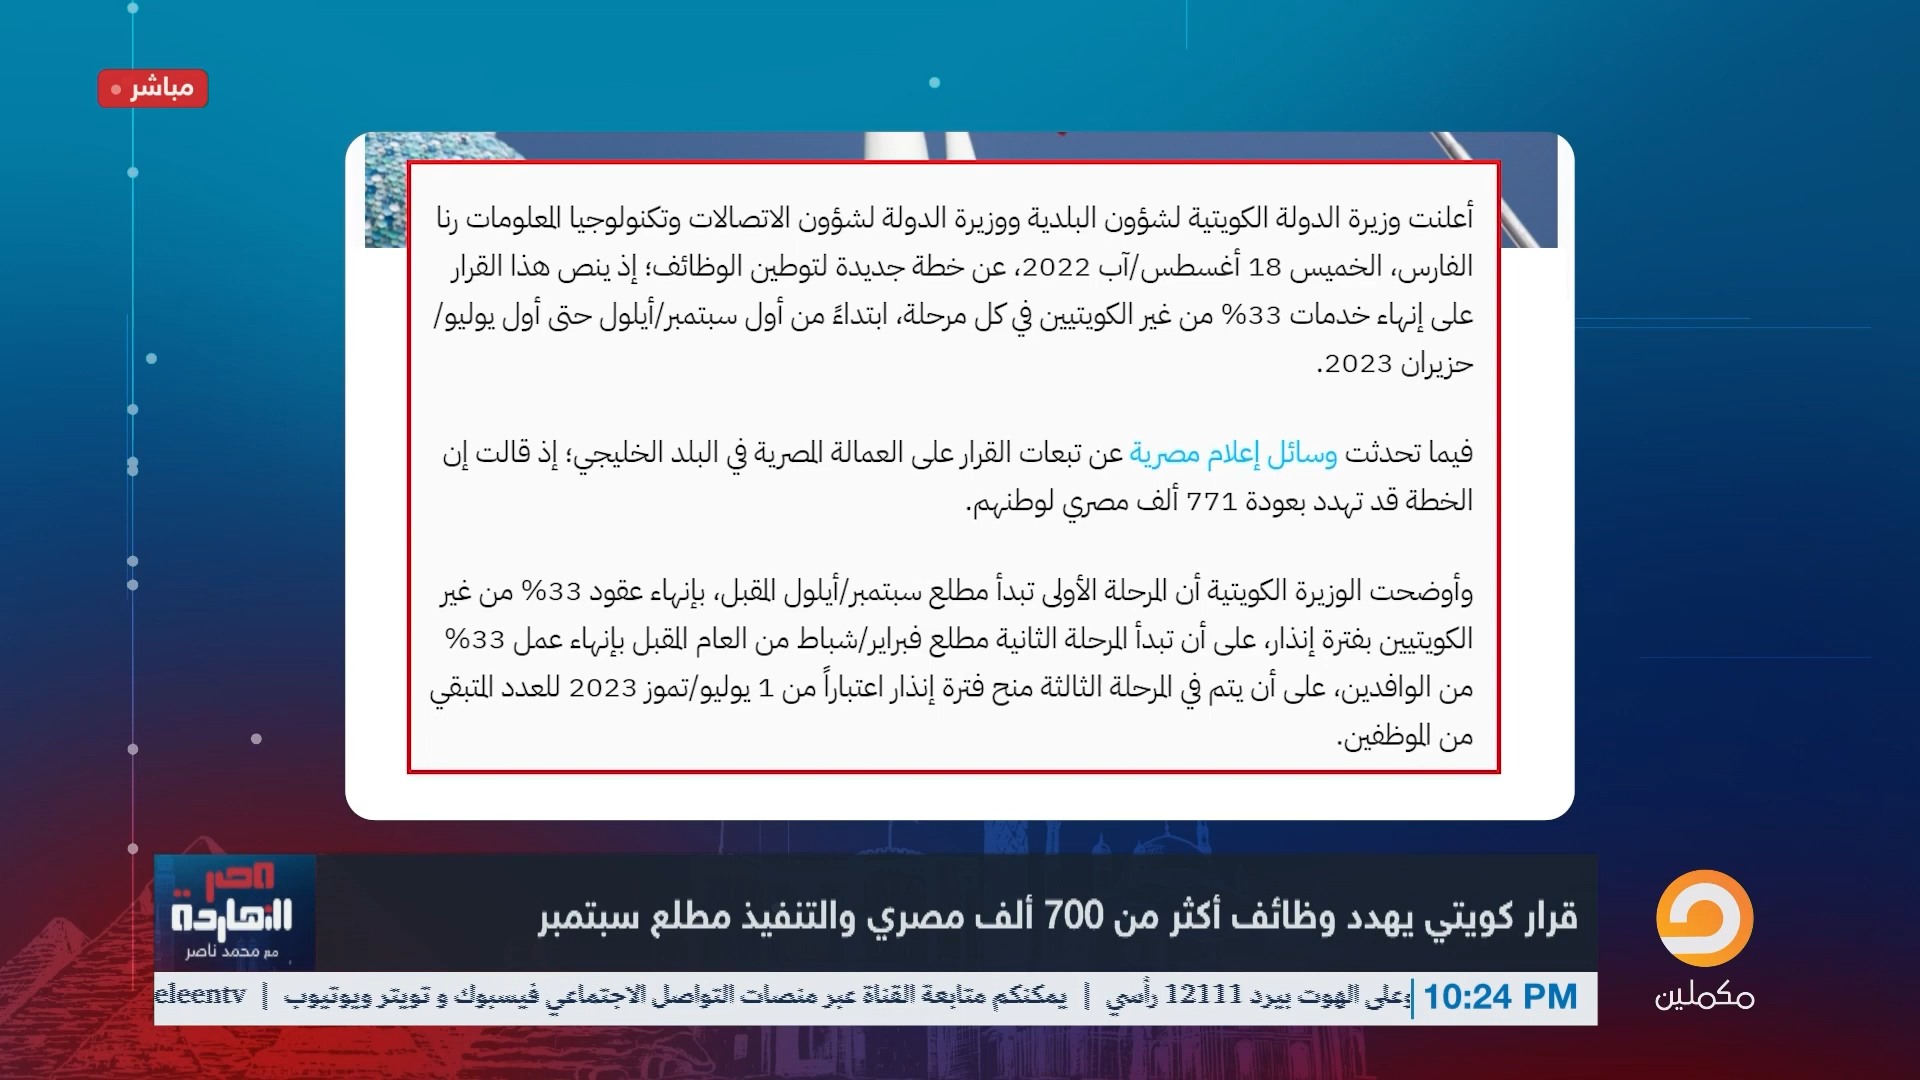 مباشر
أعلنت وزيرة الدولة الكويتية لشؤون البلدية ووزيرة الدولة لشؤون الاتصالات وتكنولوجيا المعلومات رنا
الفارس، الخميس 18 أغسطس/آب 2022، عن خطة جديدة لتوطين الوظائف؛ إذ ينص هذا القرار
على إنهاء خدمات 33% من غير الكويتيين في كل مرحلة، ابتداءً من أول سبتمبر/أيلول حتى أول يوليو/
حزيران 2023.
فيما تحدثت وسائل إعلام مصرية عن تبعات القرار على العمالة المصرية في البلد الخليجي؛ إذ قالت إن
الخطة قد تهدد بعودة 771 ألف مصري لوطنهم.
وأوضحت الوزيرة الكويتية أن المرحلة الأولى تبدأ مطلع سبتمبر/أيلول المقبل، بإنهاء عقود 33% من غير
الكويتيين بفترة إنذار، على أن تبدأ المرحلة الثانية مطلع فبراير/شباط من العام المقبل بإنهاء عمل 33%
من الوافدين، على أن يتم في المرحلة الثالثة منح فترة إنذار اعتباراً من 1 يوليو/تموز 2023 للعدد المتبقي
من الموظفين.
مصر
النهاردة
مع محمد ناصر
قرار كويتي يهدد وظائف أكثر من 700 ألف مصري والتنفيذ مطلع سبتمبر
10:24 PM
وعلى الهوت بيرد 12111 رأسي | يمكنكم متابعة القناة عبر منصات التواصل الاجتماعي فيسبوك و تويتر ويوتيوب | eleentv
مكملين